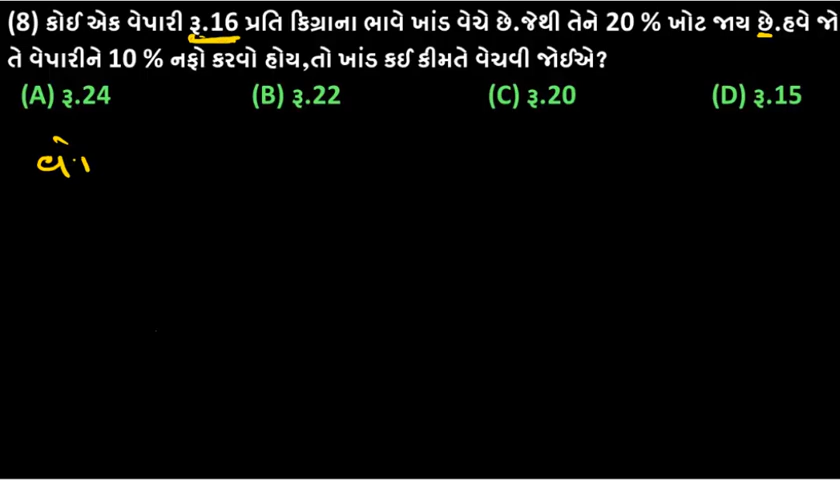 (8) કોઈ એક વેપારી રૂ.16 પ્રતિ કિગ્રાના ભાવે ખાંડ વેચે છે.જેથી તેને 20 % ખોટ જાય છે.હવે જો
તે વેપારીને 10 % નફો કરવો હોય,તો ખાંડ કઈ કીમતે વેચવી જોઈએ?
(A) રૂ.24 (B) રૂ.22 (C) રૂ.20 (D) રૂ.15